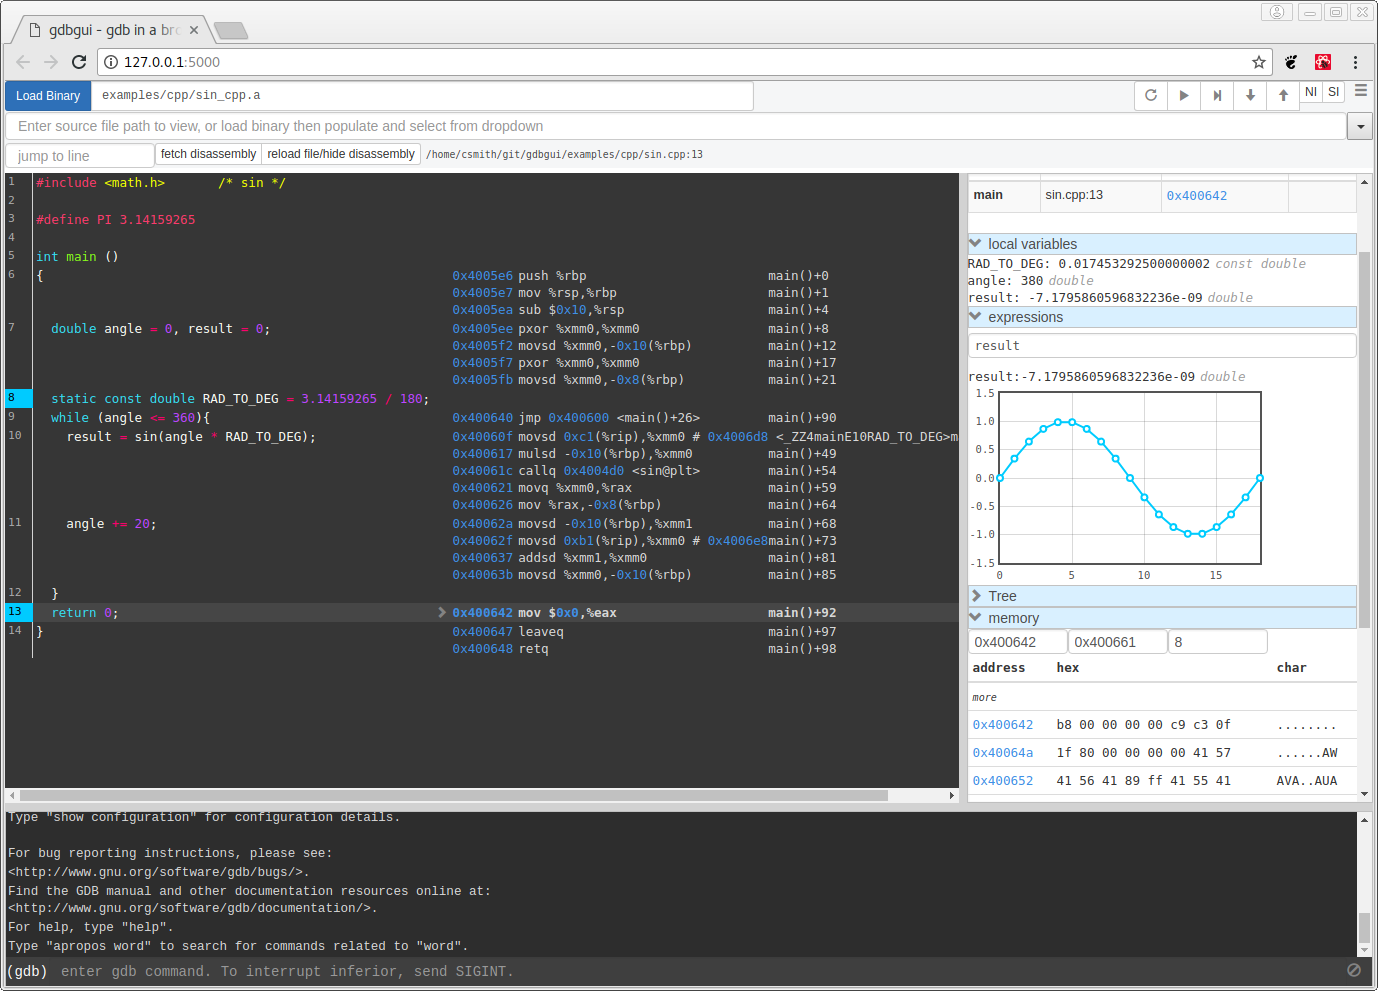 gdbgui - gdb in a bro
127.0.0.1:5000
Load Binary examples/cpp/sin_cpp.a NI SI
Enter source file path to view, or load binary then populate and select from dropdown
jump to line fetch disassembly reload file/hide disassembly /home/csmith/git/gdbgui/examples/cpp/sin.cpp:13
1 #include <math.h> /* sin */
2
3 #define PI 3.14159265
4
5 int main ()
6 { 0x4005e6 push %rbp main()+0
0x4005e7 mov %rsp,%rbp main()+1
0x4005ea sub $0x10,%rsp main()+4
7 double angle = 0, result = 0; 0x4005ee pxor %xmm0,%xmm0 main()+8
0x4005f2 movsd %xmm0,-0x10(%rbp) main()+12
0x4005f7 pxor %xmm0,%xmm0 main()+17
0x4005fb movsd %xmm0,-0x8(%rbp) main()+21
8 static const double RAD_TO_DEG = 3.14159265 / 180;
9 while (angle <= 360){ 0x400640 jmp 0x400600 <main()+26> main()+90
10 result = sin(angle * RAD_TO_DEG); 0x40060f movsd 0xc1(%rip),%xmm0 # 0x4006d8 <_ZZ4mainE10RAD_TO_DEG>m
0x400617 mulsd -0x10(%rbp),%xmm0 main()+49
0x40061c callq 0x4004d0 <sin@plt> main()+54
0x400621 movq %xmm0,%rax main()+59
0x400626 mov %rax,-0x8(%rbp) main()+64
11 angle += 20; 0x40062a movsd -0x10(%rbp),%xmm1 main()+68
0x40062f movsd 0xb1(%rip),%xmm0 # 0x4006e8main()+73
0x400637 addsd %xmm1,%xmm0 main()+81
0x40063b movsd %xmm0,-0x10(%rbp) main()+85
12 }
13 return 0; 0x400642 mov $0x0,%eax main()+92
14 } 0x400647 leaveq main()+97
0x400648 retq main()+98
main sin.cpp:13 0x400642
local variables
RAD_TO_DEG: 0.017453292500000002 const double
angle: 380 double
result: -7.1795860596832236e-09 double
expressions
result
result:-7.1795860596832236e-09 double
1.5
1.0
0.5
0.0
-0.5
-1.0
-1.5
0 5 10 15
Tree
memory
0x400642 0x400661 8
address hex char
more
0x400642 b8 00 00 00 00 c9 c3 0f ........
0x40064a 1f 80 00 00 00 00 41 57 ......AW
0x400652 41 56 41 89 ff 41 55 41 AVA..AUA
Type "show configuration" for configuration details.
For bug reporting instructions, please see:
<http://www.gnu.org/software/gdb/bugs/>.
Find the GDB manual and other documentation resources online at:
<http://www.gnu.org/software/gdb/documentation/>.
For help, type "help".
Type "apropos word" to search for commands related to "word".
(gdb) enter gdb command. To interrupt inferior, send SIGINT.